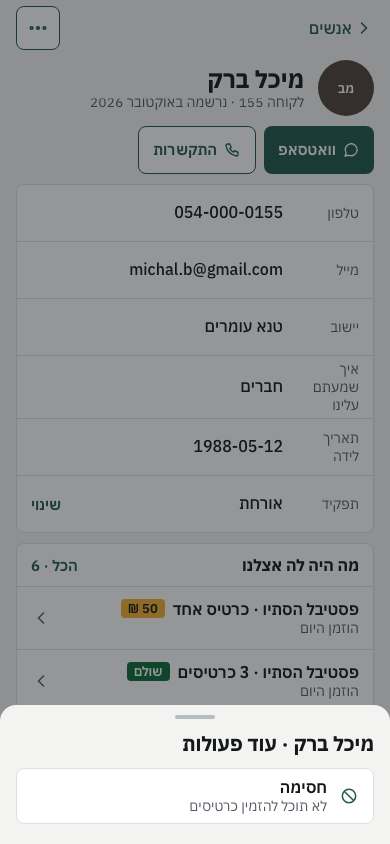 אנשים
מיכל ברק
מב
לקוחה 155 · נרשמה באוקטובר 2026
וואטסאפ
התקשרות
טלפון
054-000-0155
מייל
michal.b@gmail.com
יישוב
טנא עומרים
איך שמעתם עלינו
חברים
תאריך לידה
1988-05-12
תפקיד
אורחת
שינוי
מה היה לה אצלנו
הכל · 6
פסטיבל הסתיו · כרטיס אחד
50 ₪
הוזמן היום
פסטיבל הסתיו · 3 כרטיסים
שולם
הוזמן היום
מיכל ברק · עוד פעולות
חסימה
לא תוכל להזמין כרטיסים